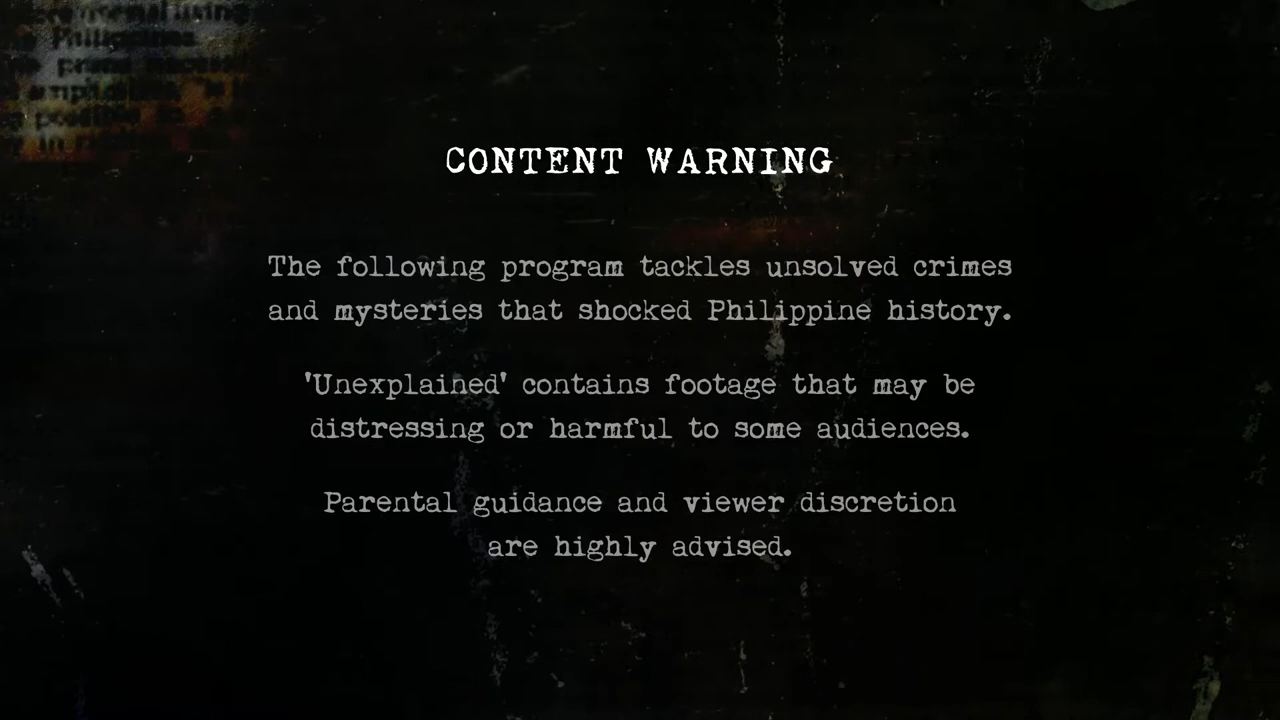 Philippines
CONTENT WARNING
The following program tackles unsolved crimes
and mysteries that shocked Philippine history.
'Unexplained' contains footage that may be
distressing or harmful to some audiences.
Parental guidance and viewer discretion
are highly advised.